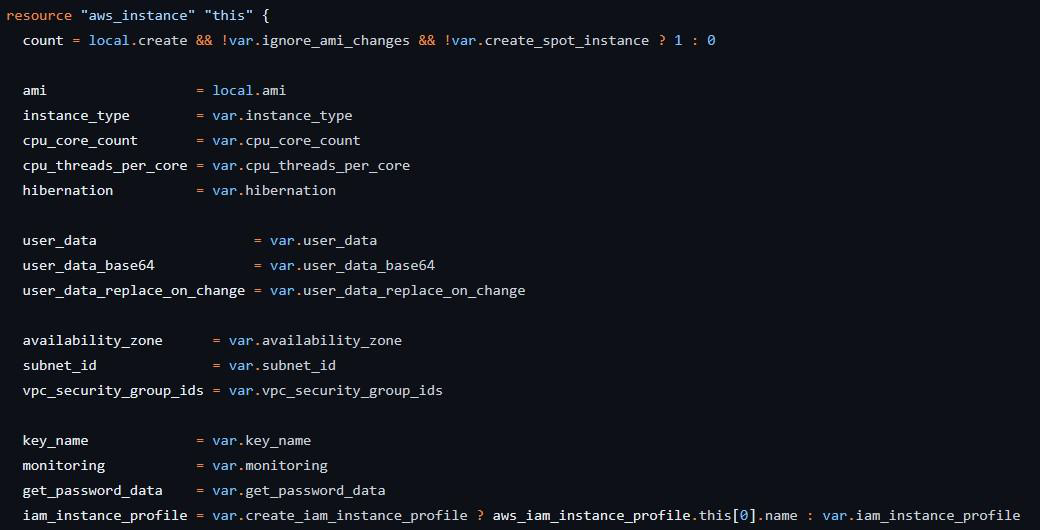 resource "aws_instance" "this" {
  count = local.create && !var.ignore_ami_changes && !var.create_spot_instance ? 1 : 0

  ami                  = local.ami
  instance_type        = var.instance_type
  cpu_core_count       = var.cpu_core_count
  cpu_threads_per_core = var.cpu_threads_per_core
  hibernation          = var.hibernation

  user_data                   = var.user_data
  user_data_base64            = var.user_data_base64
  user_data_replace_on_change = var.user_data_replace_on_change

  availability_zone      = var.availability_zone
  subnet_id              = var.subnet_id
  vpc_security_group_ids = var.vpc_security_group_ids

  key_name             = var.key_name
  monitoring           = var.monitoring
  get_password_data    = var.get_password_data
  iam_instance_profile = var.create_iam_instance_profile ? aws_iam_instance_profile.this[0].name : var.iam_instance_profile